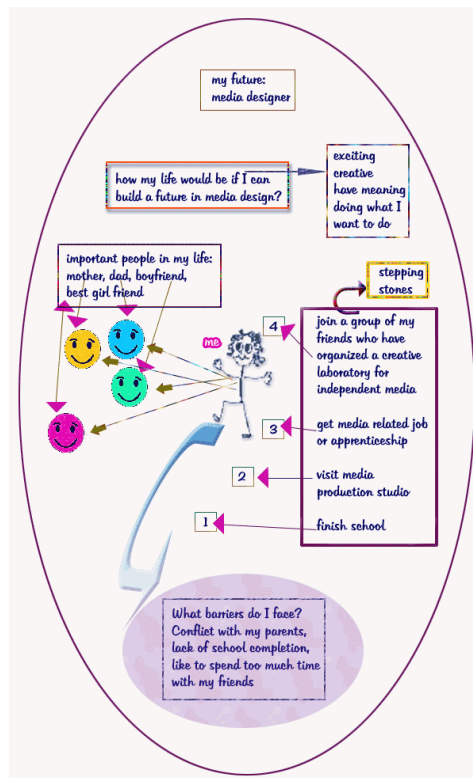 my future:
media designer
how my life would be if I can
build a future in media design?
exciting
creative
have meaning
doing what I
want to do
important people in my life:
mother, dad, boyfriend,
best girl friend
stepping
stones
me
4
join a group of my
friends who have
organized a creative
laboratory for
independent media
3
get media related job
or apprenticeship
2
visit media
production studio
1
finish school
What barriers do I face?
Conflict with my parents,
lack of school completion,
like to spend too much time
with my friends